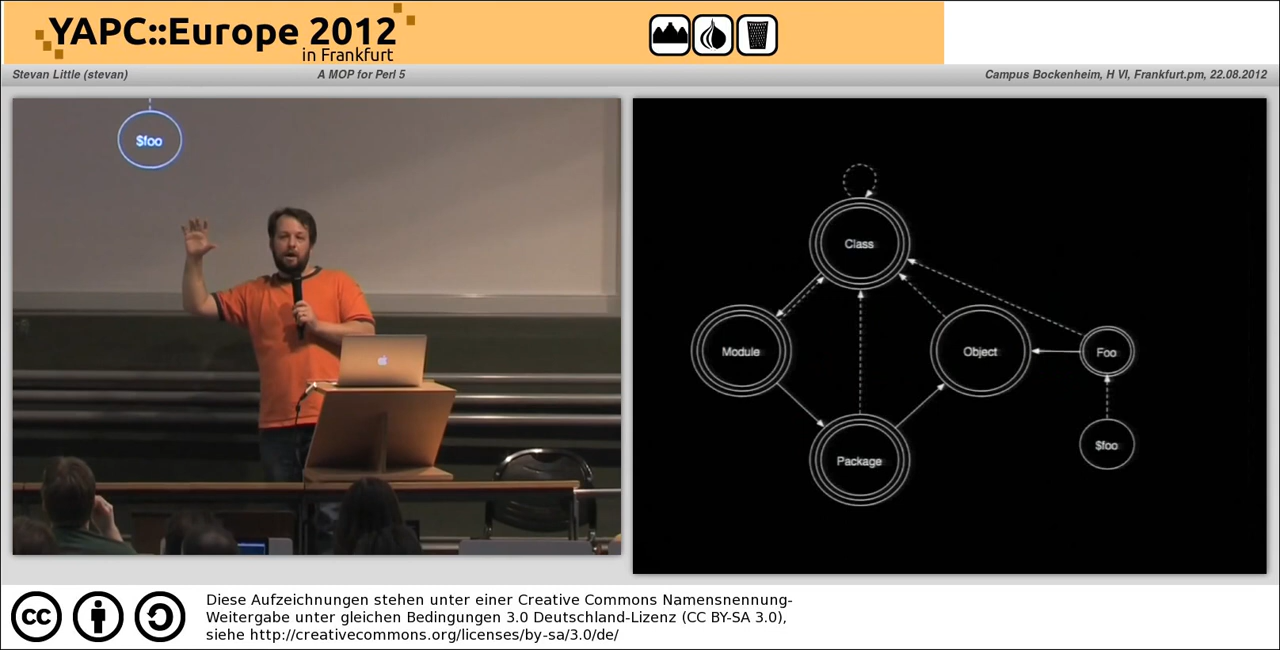 YAPC::Europe 2012
in Frankfurt
Stevan Little (stevan)
A MOP for Perl 5
Campus Bockenheim, H VI, Frankfurt.pm, 22.08.2012
$foo
Class
Module
Object
Foo
Package
$foo
cc
Diese Aufzeichnungen stehen unter einer Creative Commons Namensnennung-
Weitergabe unter gleichen Bedingungen 3.0 Deutschland-Lizenz (CC BY-SA 3.0),
siehe http://creativecommons.org/licenses/by-sa/3.0/de/